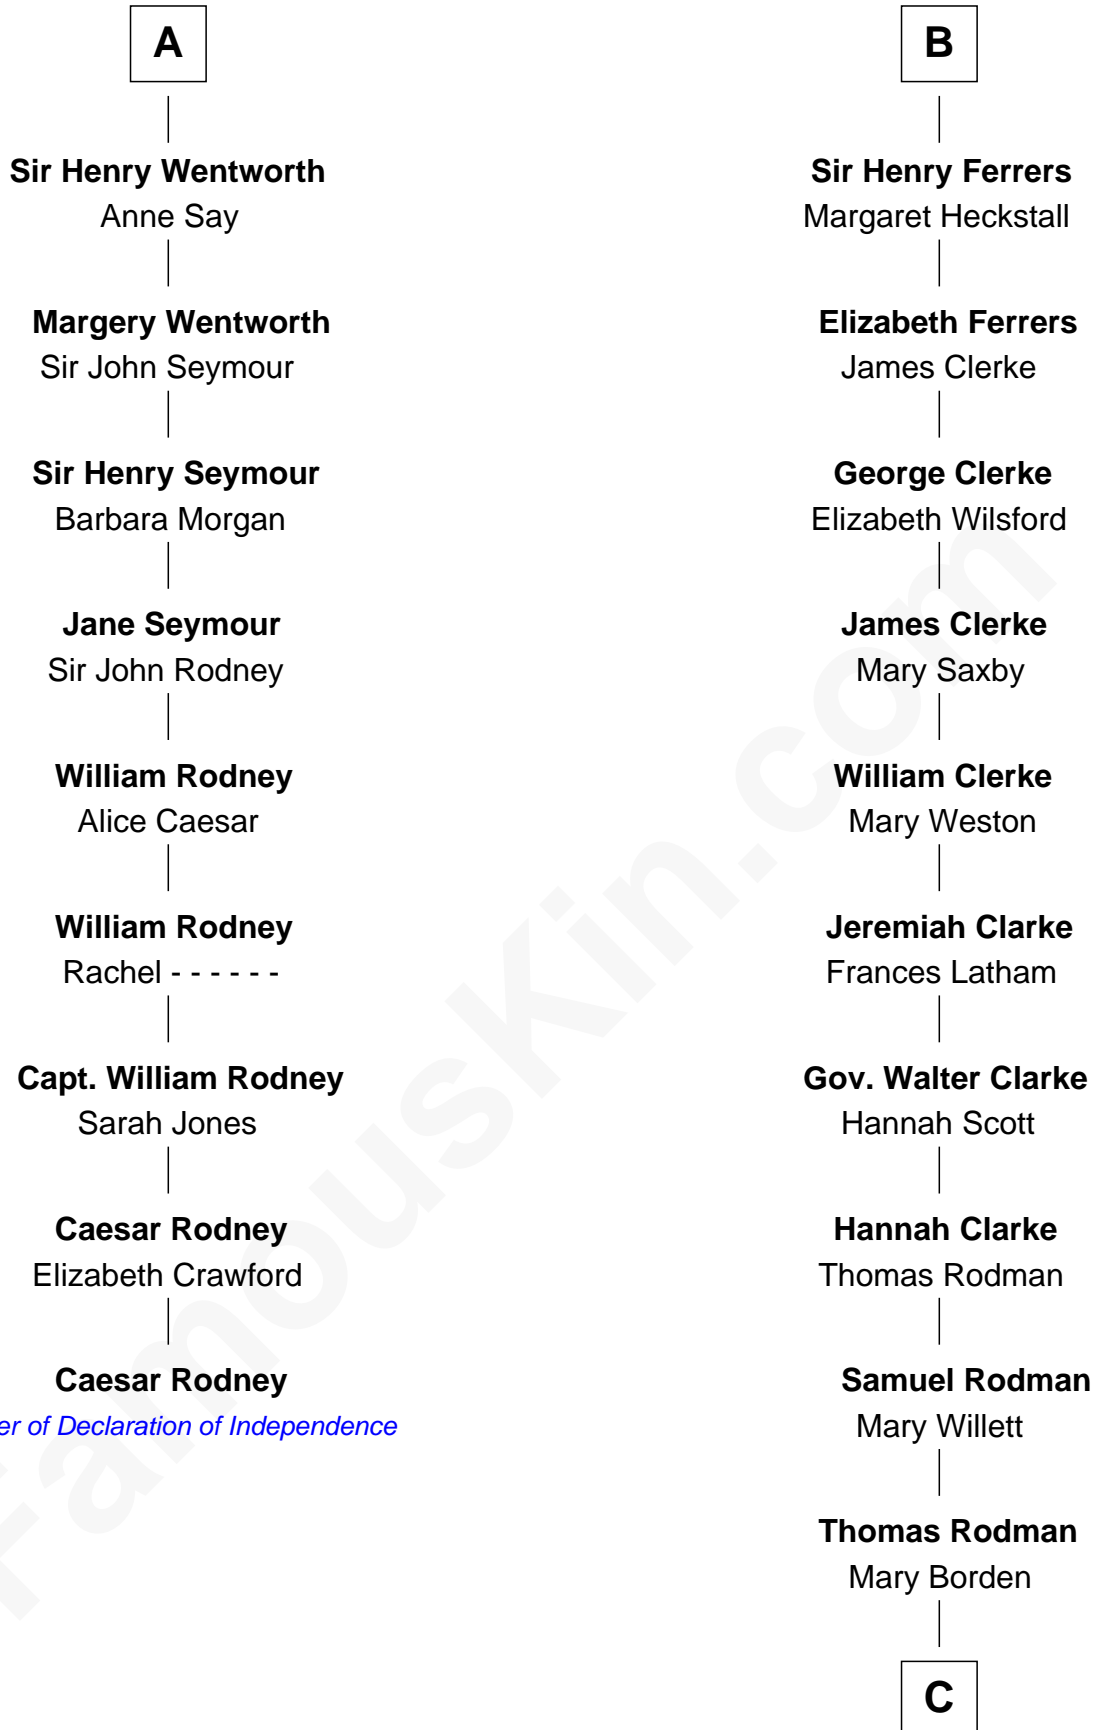 A
Sir Henry Wentworth
Anne Say
Margery Wentworth
Sir John Seymour
Sir Henry Seymour
Barbara Morgan
Jane Seymour
Sir John Rodney
William Rodney
Alice Caesar
William Rodney
Rachel - - - - - -
Capt. William Rodney
Sarah Jones
Caesar Rodney
Elizabeth Crawford
Caesar Rodney
er of Declaration of Independence
B
Sir Henry Ferrers
Margaret Heckstall
Elizabeth Ferrers
James Clerke
George Clerke
Elizabeth Wilsford
James Clerke
Mary Saxby
William Clerke
Mary Weston
Jeremiah Clarke
Frances Latham
Gov. Walter Clarke
Hannah Scott
Hannah Clarke
Thomas Rodman
Samuel Rodman
Mary Willett
Thomas Rodman
Mary Borden
C
FamousKin.com